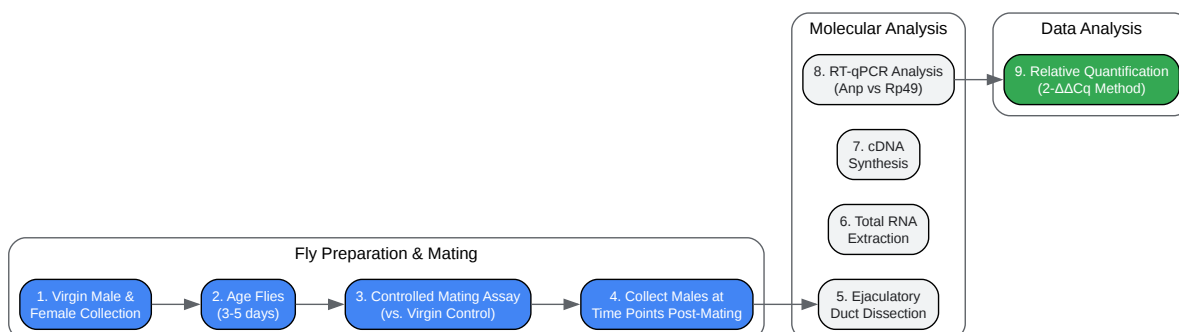 Fly Preparation & Mating
1. Virgin Male &
Female Collection
2. Age Flies
(3-5 days)
3. Controlled Mating Assay
(vs. Virgin Control)
4. Collect Males at
Time Points Post-Mating
Molecular Analysis
8. RT-qPCR Analysis
(Anp vs Rp49)
7. cDNA
Synthesis
6. Total RNA
Extraction
5. Ejaculatory
Duct Dissection
Data Analysis
9. Relative Quantification
(2-ΔΔCq Method)